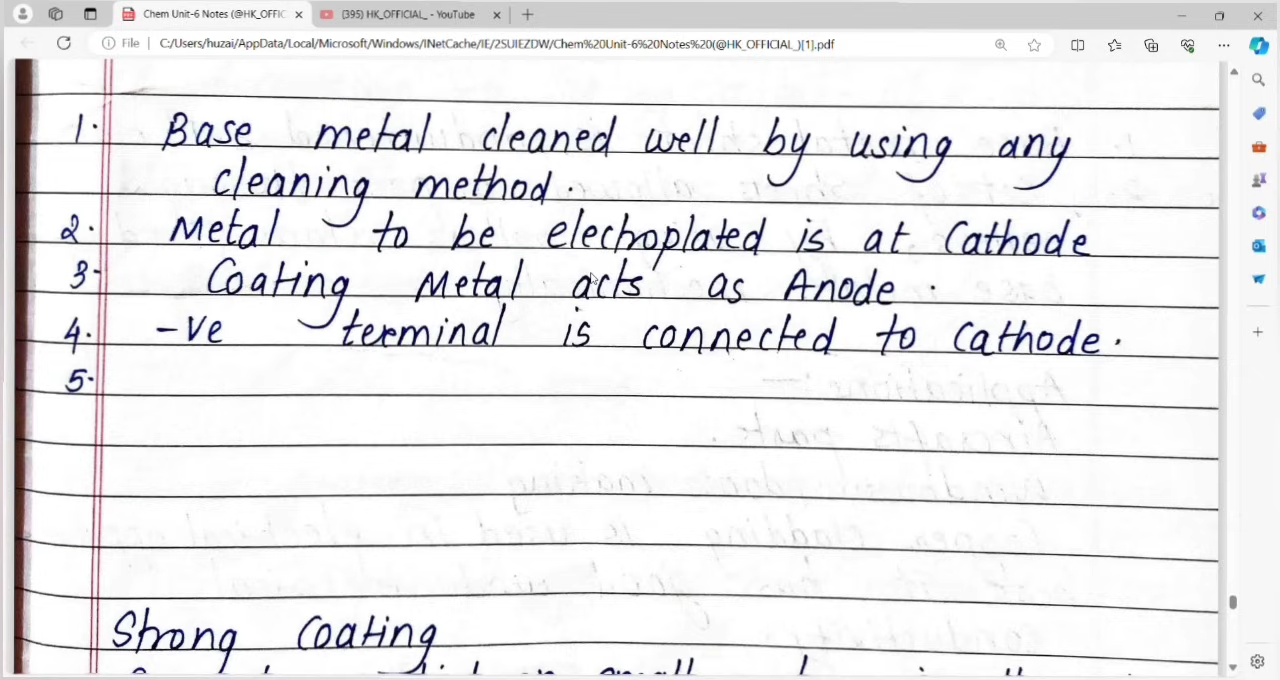 Chem Unit-6 Notes (@HK_OFFIC
(395) HK_OFFICIAL_ - YouTube
File
C:/Users/huzai/AppData/Local/Microsoft/Windows/INetCache/IE/2SUIEZDW/Chem%20Unit-6%20Notes%20(@HK_OFFICIAL_)[1].pdf
1. Base metal cleaned well by using any
cleaning method.
2. Metal to be electroplated is at Cathode
3. Coating Metal acts as Anode.
4. -ve terminal is connected to Cathode.
5.
Strong Coating